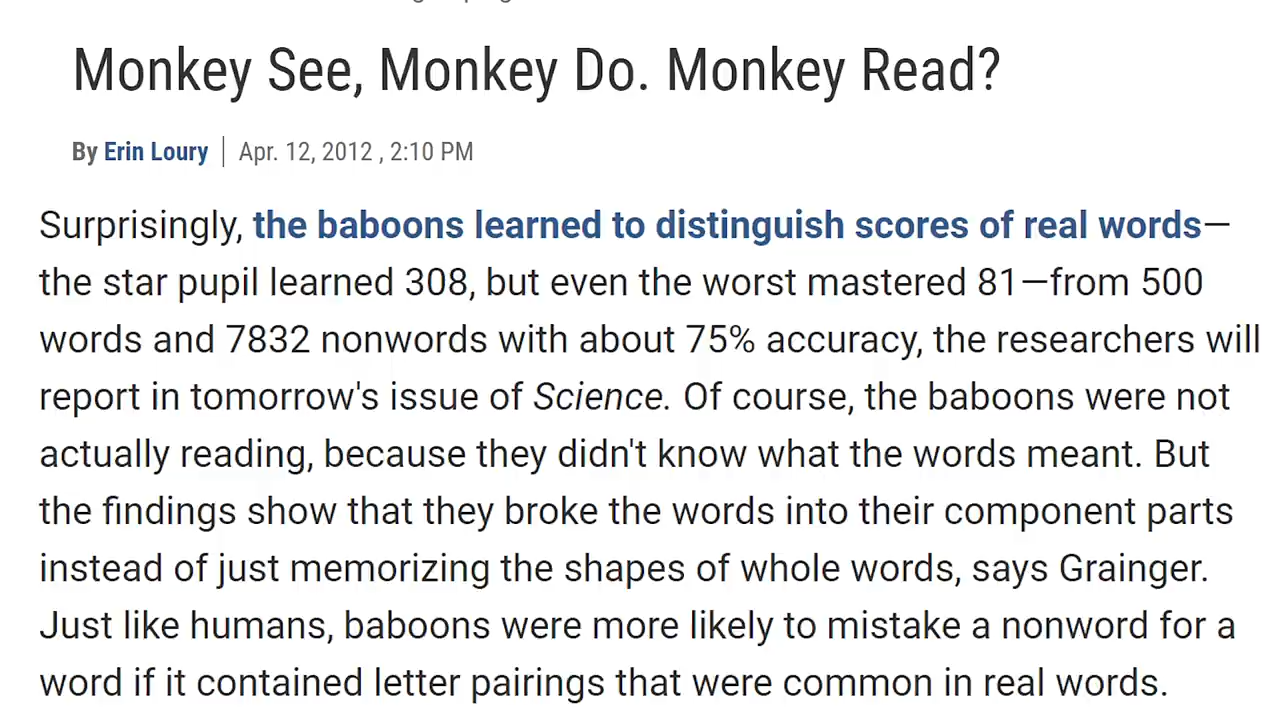 Monkey See, Monkey Do. Monkey Read?
By Erin Loury | Apr. 12, 2012 , 2:10 PM
Surprisingly, the baboons learned to distinguish scores of real words—
the star pupil learned 308, but even the worst mastered 81—from 500
words and 7832 nonwords with about 75% accuracy, the researchers will
report in tomorrow's issue of Science. Of course, the baboons were not
actually reading, because they didn't know what the words meant. But
the findings show that they broke the words into their component parts
instead of just memorizing the shapes of whole words, says Grainger.
Just like humans, baboons were more likely to mistake a nonword for a
word if it contained letter pairings that were common in real words.